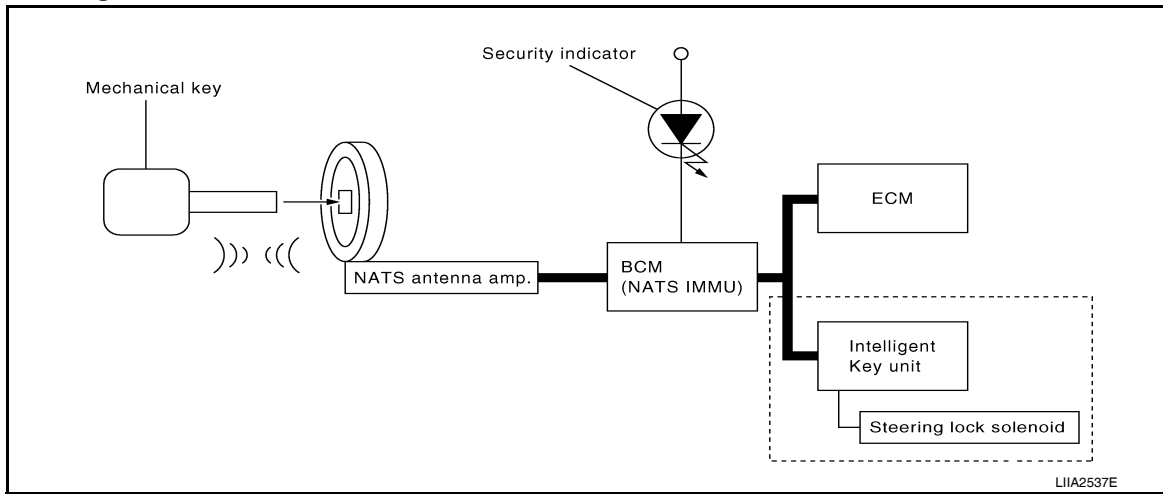 Security indicator
Mechanical key
ECM
NATS antenna amp.
BCM
(NATS IMMU)
Intelligent
Key unit
Steering lock solenoid
LIIA2537E